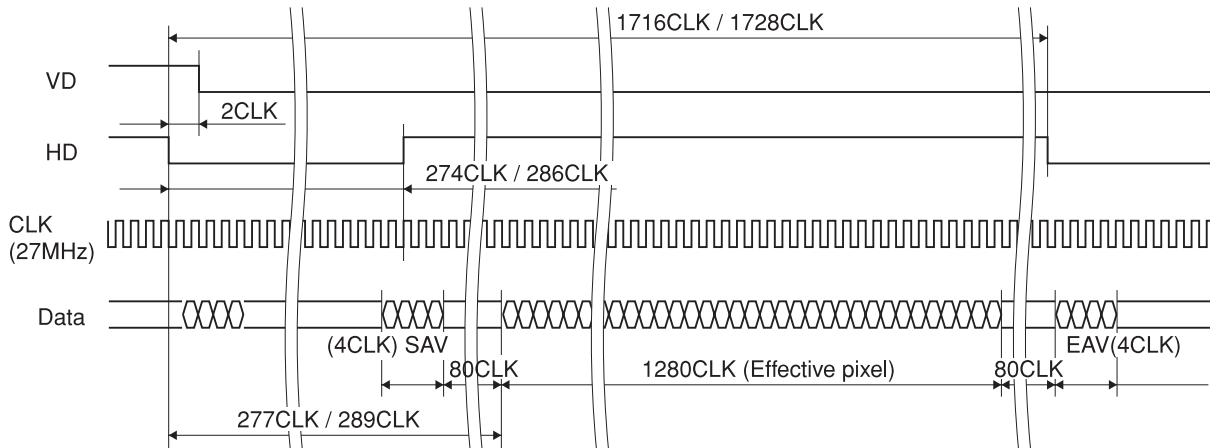 1716CLK / 1728CLK
VD
2CLK
HD
274CLK / 286CLK
CLK
(27MHz)
Data
(4CLK) SAV
EAV(4CLK)
80CLK
1280CLK (Effective pixel)
80CLK
277CLK / 289CLK